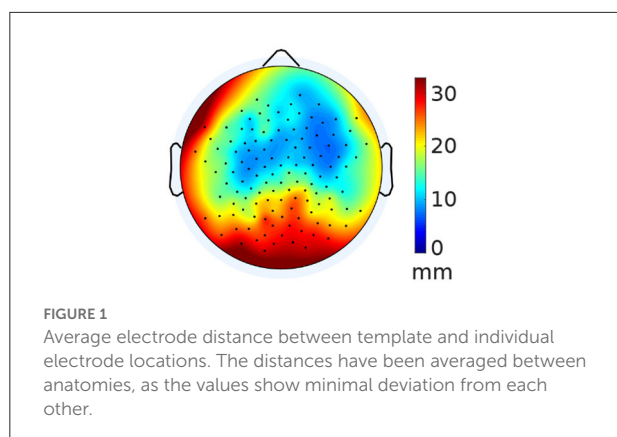 30
20
10
0
mm
FIGURE 1
Average electrode distance between template and individual
electrode locations. The distances have been averaged between
anatomies, as the values show minimal deviation from each
other.